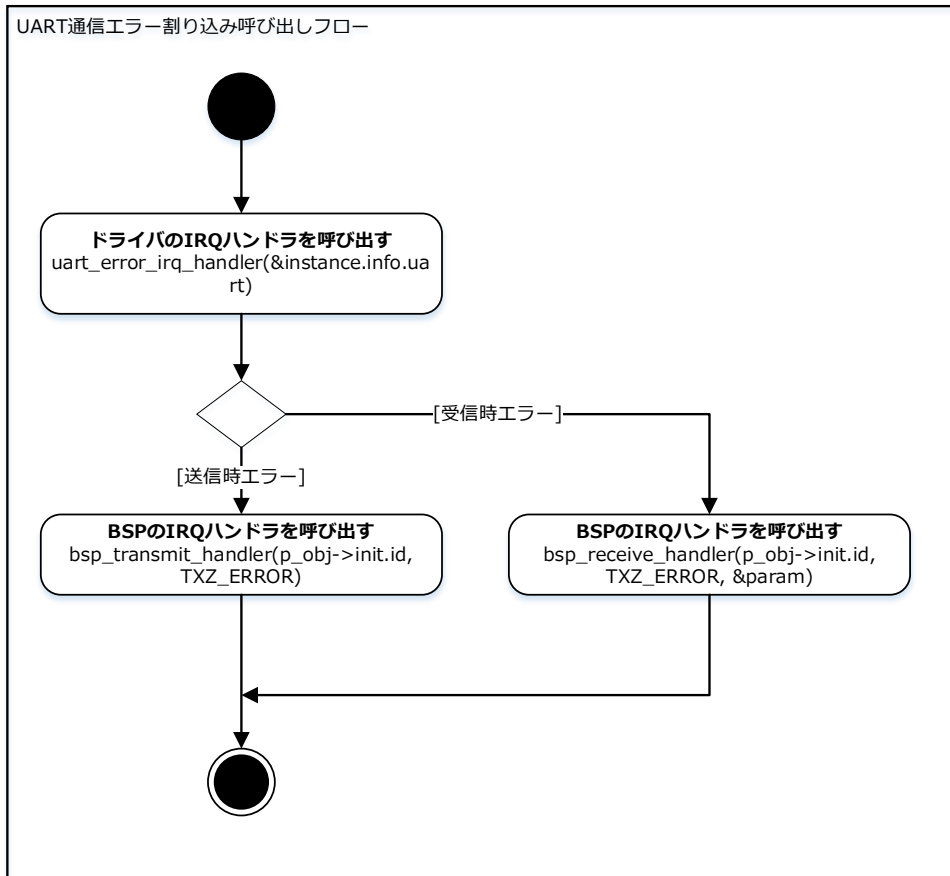 UART通信エラー割り込み呼び出しフロー
ドライバのIRQハンドラを呼び出す
uart_error_irq_handler(&instance.info.ua
rt)
[受信時エラー]
[送信時エラー]
BSPのIRQハンドラを呼び出す
bsp_transmit_handler(p_obj->init.id,
TXZ_ERROR)
BSPのIRQハンドラを呼び出す
bsp_receive_handler(p_obj->init.id,
TXZ_ERROR, &param)